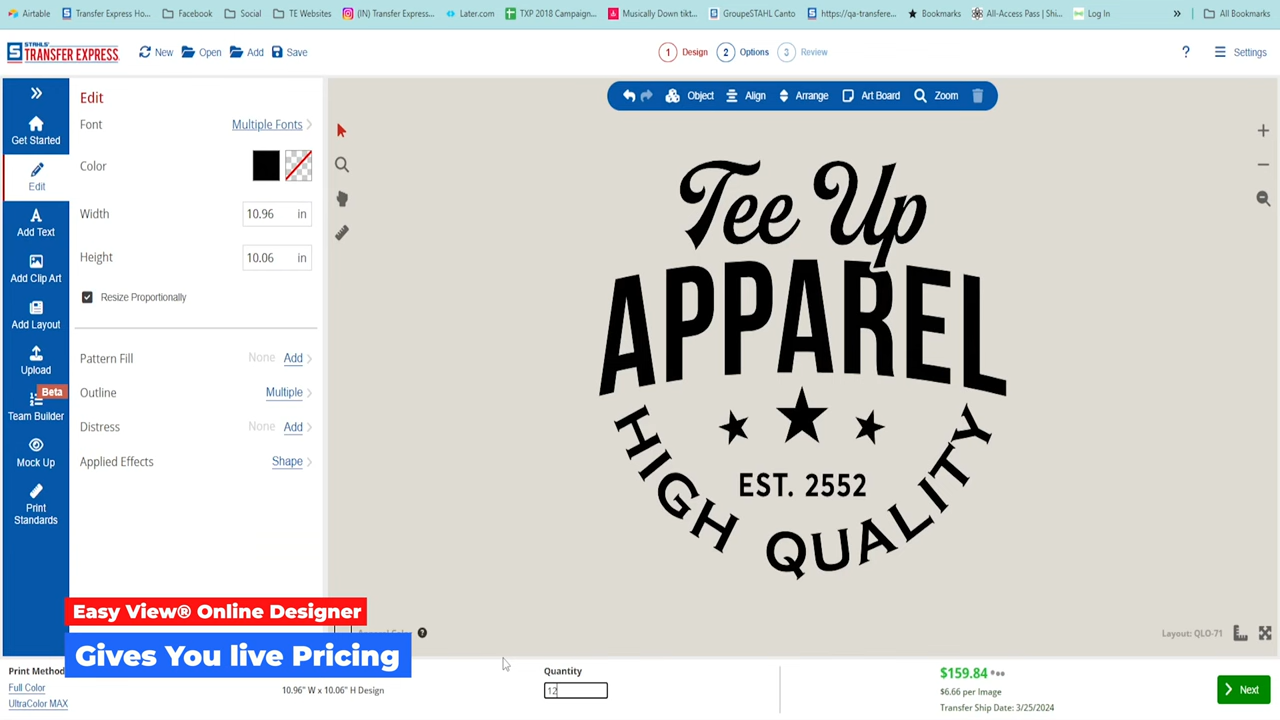 Airtable
Transfer Express Ho...
Facebook
Social
TE Websites
(IN) Transfer Express...
Later.com
TXP 2018 Campaign...
Musically Down tikt...
GroupeSTAHL Canto
https://qa-transfere...
Bookmarks
All-Access Pass | Shi...
Log In
»
All Bookmarks
STAHLS'
TRANSFER EXPRESS
New
Open
Add
Save
1 Design
2 Options
3 Review
?
Settings
Get Started
Edit
Add Text
Add Clip Art
Add Layout
Upload
Beta
Team Builder
Mock Up
Print
Standards
Edit
Font
Multiple Fonts
Color
Width
10.96 in
Height
10.06 in
Resize Proportionally
Pattern Fill
None Add
Outline
Multiple
Distress
None Add
Applied Effects
Shape
Object
Align
Arrange
Art Board
Zoom
Tee Up
APPAREL
EST. 2552
HIGH QUALITY
Easy View® Online Designer
Gives You live Pricing
Layout: QLO-71
Print Method
Full Color
UltraColor MAX
10.96" W x 10.06" H Design
Quantity
12
$159.84
$6.66 per Image
Transfer Ship Date: 3/25/2024
Next